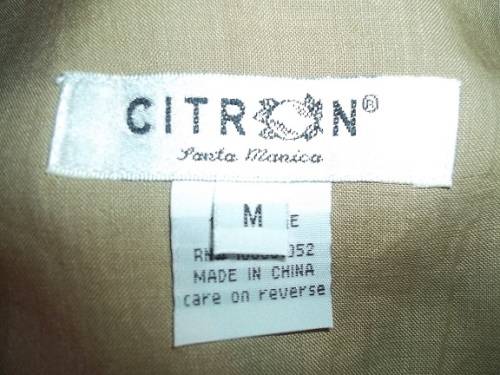 CITRON®
Santa Monica
M
MADE IN CHINA
care on reverse